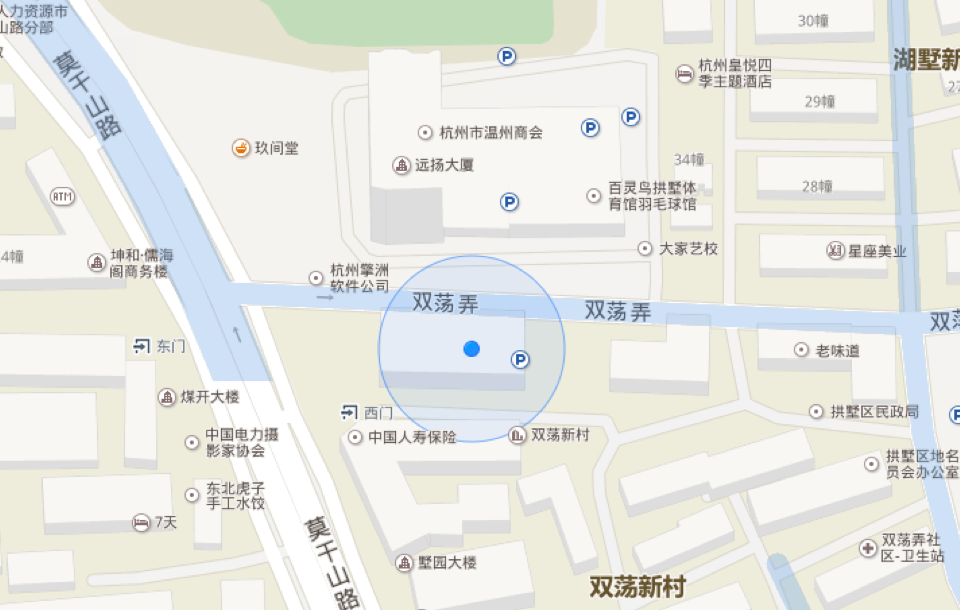 人力资源市
山路分部
莫干山路
30幢
湖墅新
杭州皇悦四
季主题酒店
29幢
27
P
P
P
杭州市温州商会
玖间堂
远扬大厦
34幢
28幢
百灵鸟拱墅体
育馆羽毛球馆
ATM
P
4幢
坤和·儒海
阁商务楼
大家艺校
星座美业
杭州擎洲
软件公司
双荡弄
双荡弄
双荡
东门
P
老味道
煤开大楼
西门
拱墅区民政局
P
中国电力摄
影家协会
中国人寿保险
双荡新村
拱墅区地名
员会办公室
东北虎子
手工水饺
7天
莫干山路
双荡弄社
区-卫生站
墅园大楼
双荡新村